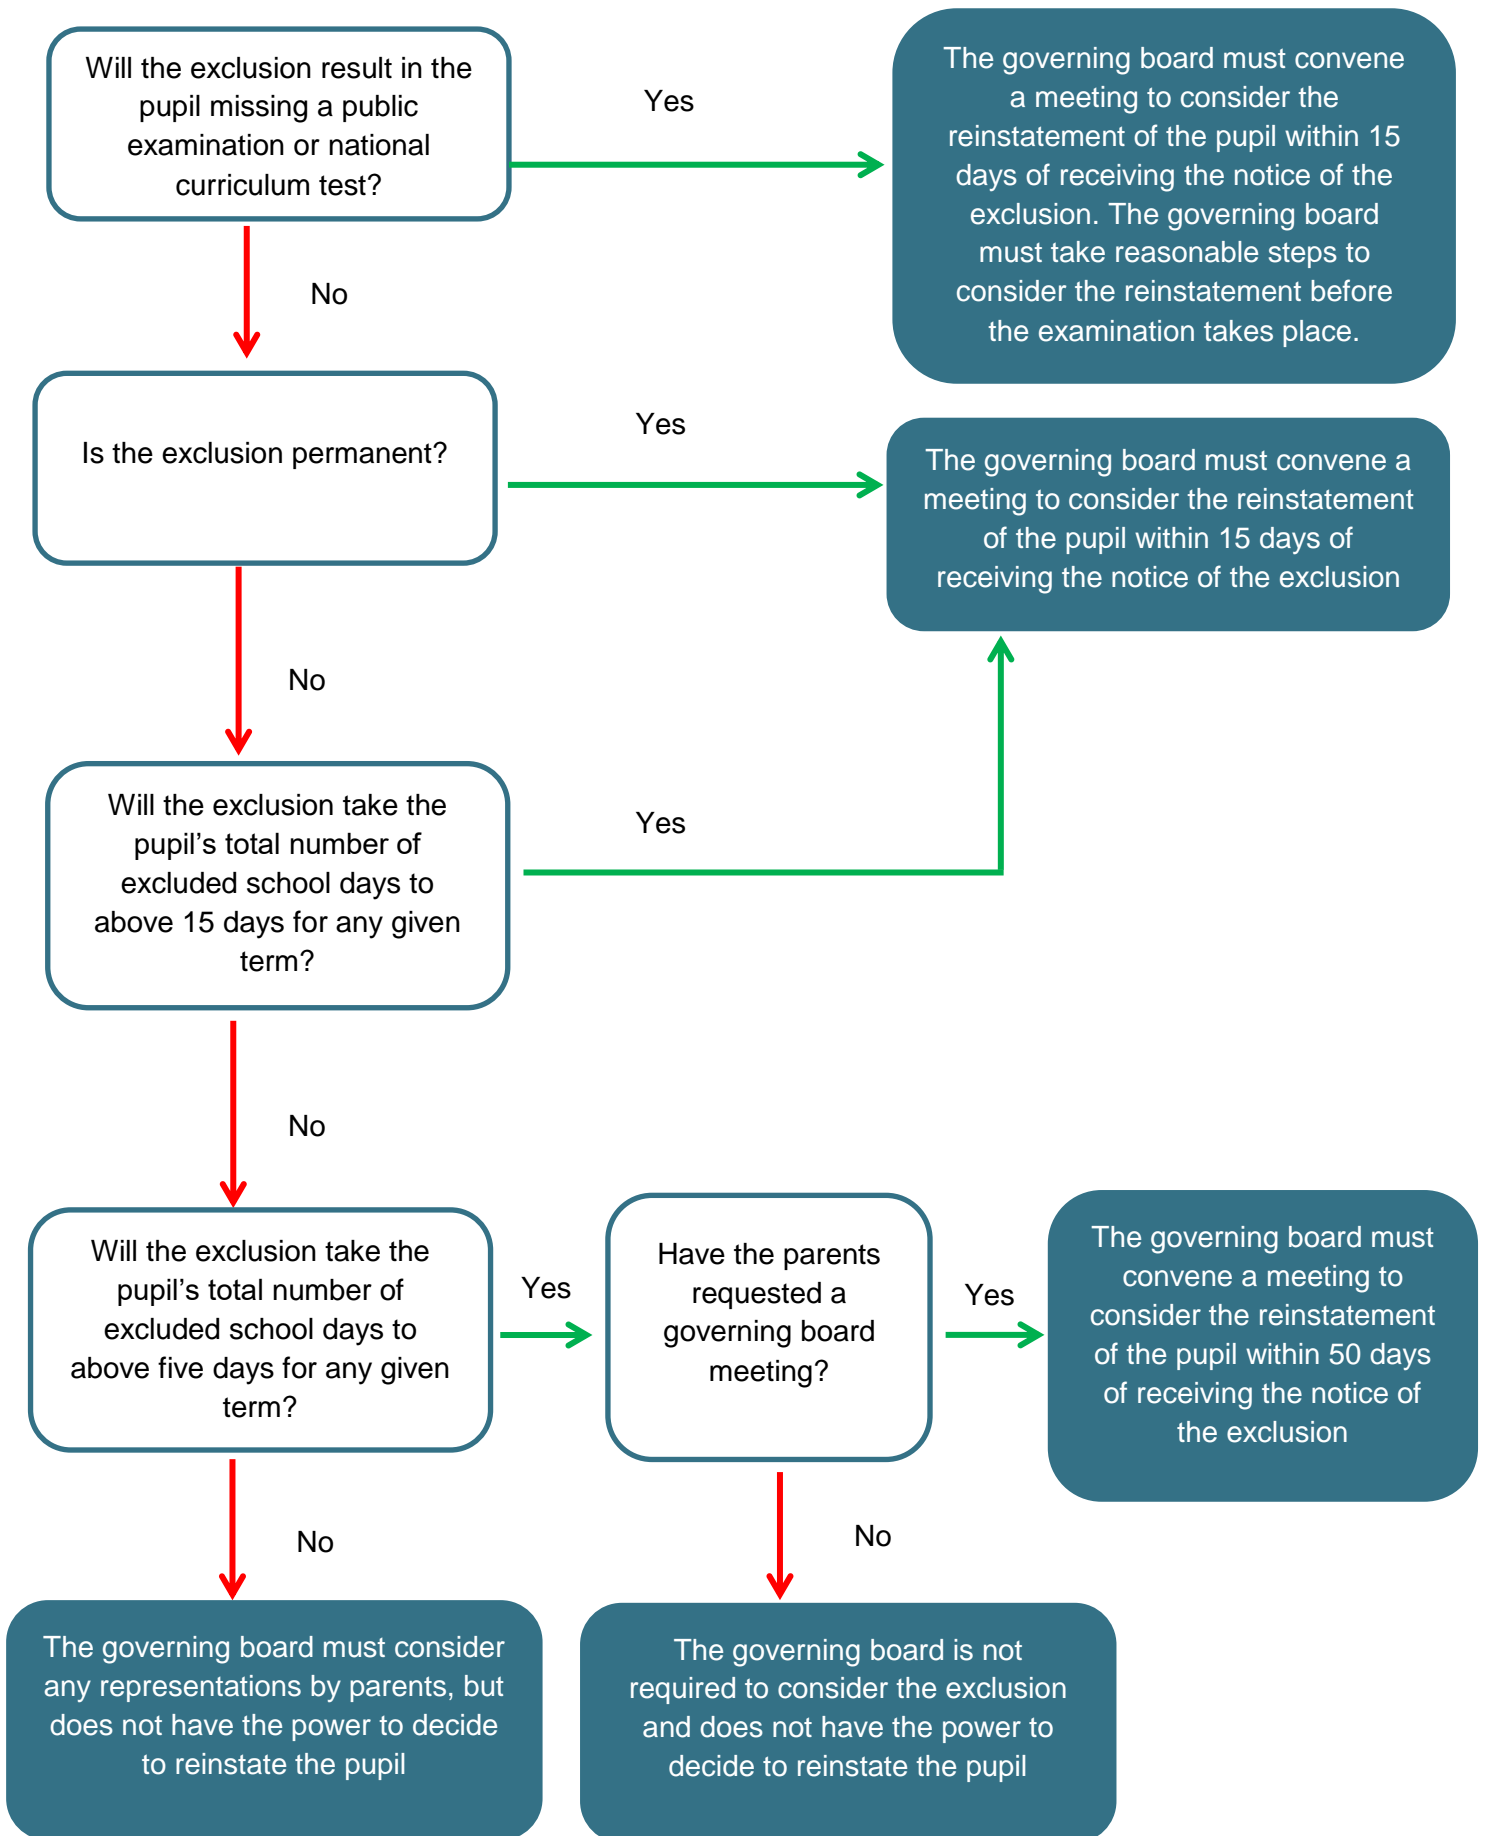 Will the exclusion result in the
pupil missing a public
examination or national
curriculum test?
Yes
The governing board must convene
a meeting to consider the
reinstatement of the pupil within 15
days of receiving the notice of the
exclusion. The governing board
must take reasonable steps to
consider the reinstatement before
the examination takes place.
No
Is the exclusion permanent?
Yes
The governing board must convene a
meeting to consider the reinstatement
of the pupil within 15 days of
receiving the notice of the exclusion
No
Will the exclusion take the
pupil’s total number of
excluded school days to
above 15 days for any given
term?
Yes
No
Will the exclusion take the
pupil’s total number of
excluded school days to
above five days for any given
term?
Yes
Have the parents
requested a
governing board
meeting?
Yes
The governing board must
convene a meeting to
consider the reinstatement
of the pupil within 50 days
of receiving the notice of
the exclusion
No
No
The governing board must consider
any representations by parents, but
does not have the power to decide
to reinstate the pupil
The governing board is not
required to consider the exclusion
and does not have the power to
decide to reinstate the pupil